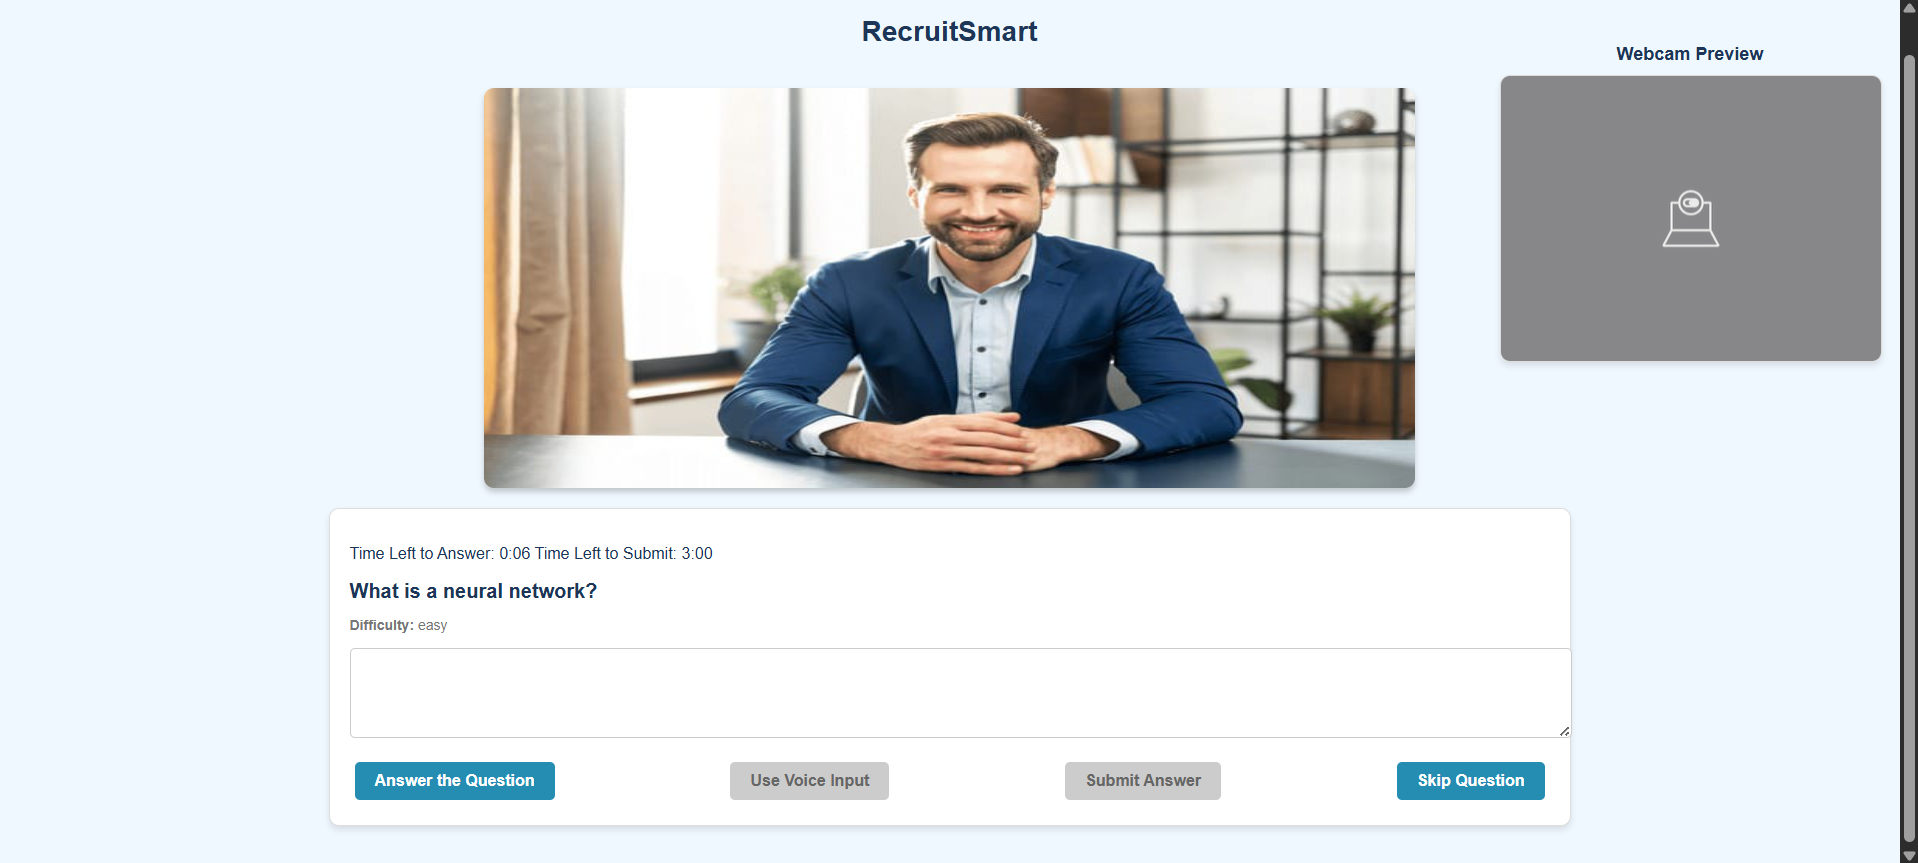 RecruitSmart
Webcam Preview
Time Left to Answer: 0:06 Time Left to Submit: 3:00
What is a neural network?
Difficulty: easy
Answer the Question
Use Voice Input
Submit Answer
Skip Question